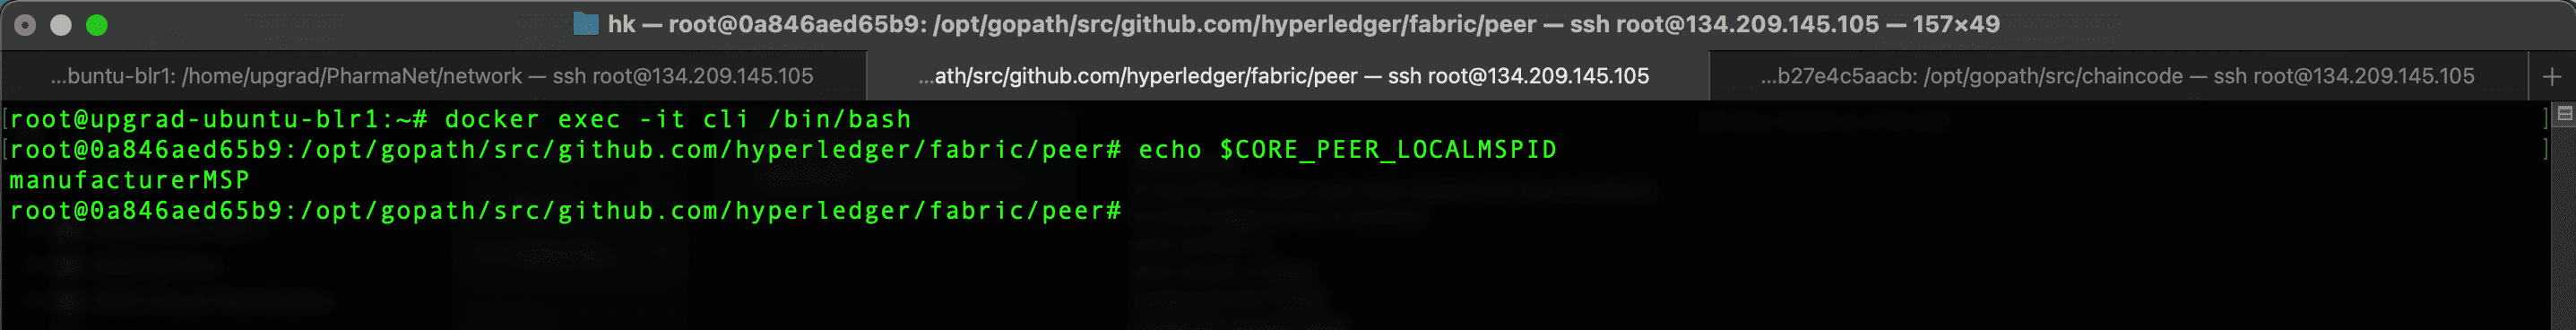 hk — root@0a846aed65b9: /opt/gopath/src/github.com/hyperledger/fabric/peer — ssh root@134.209.145.105 — 157×49
...buntu-blr1: /home/upgrad/PharmaNet/network — ssh root@134.209.145.105
...ath/src/github.com/hyperledger/fabric/peer — ssh root@134.209.145.105
...b27e4c5aacb: /opt/gopath/src/chaincode — ssh root@134.209.145.105
[root@upgrad-ubuntu-blr1:~# docker exec -it cli /bin/bash ]
[root@0a846aed65b9:/opt/gopath/src/github.com/hyperledger/fabric/peer# echo $CORE_PEER_LOCALMSPID ]
manufacturerMSP
root@0a846aed65b9:/opt/gopath/src/github.com/hyperledger/fabric/peer#